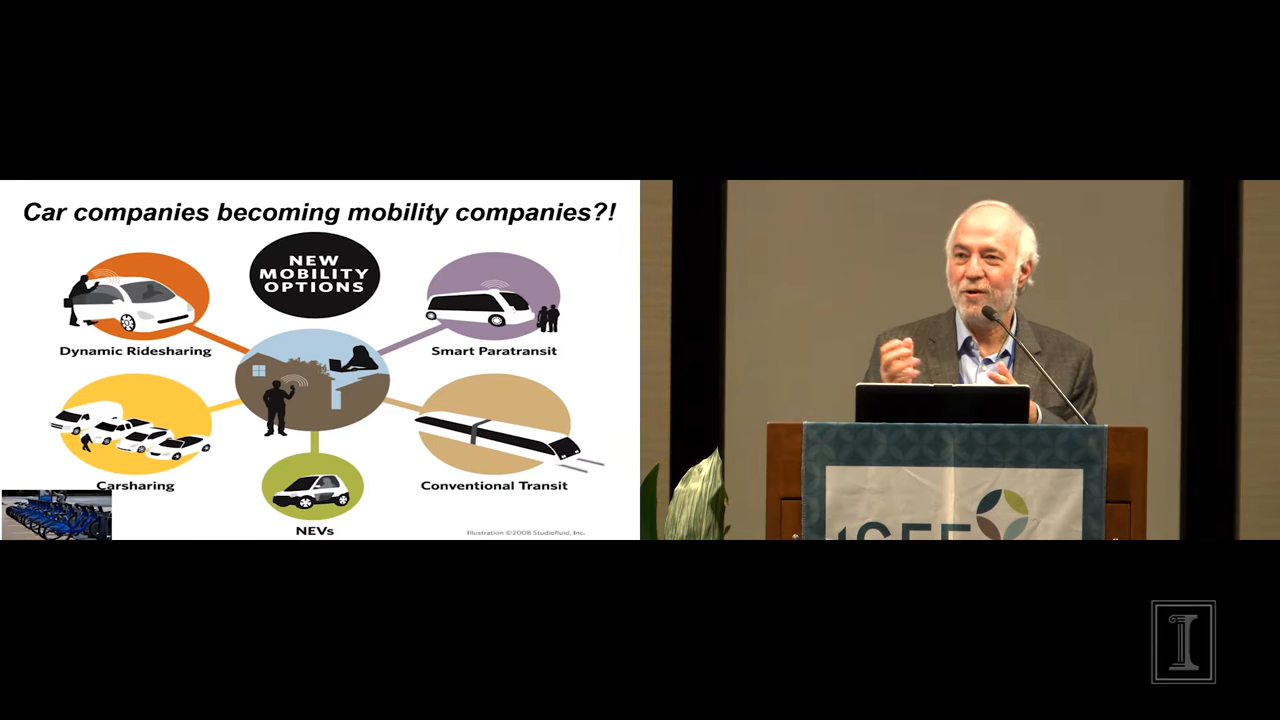 Car companies becoming mobility companies?!
NEW
MOBILITY
OPTIONS
Dynamic Ridesharing
Smart Paratransit
Carsharing
Conventional Transit
NEVs
Illustration ©2008 Studiofluid, Inc.
iSEE
I